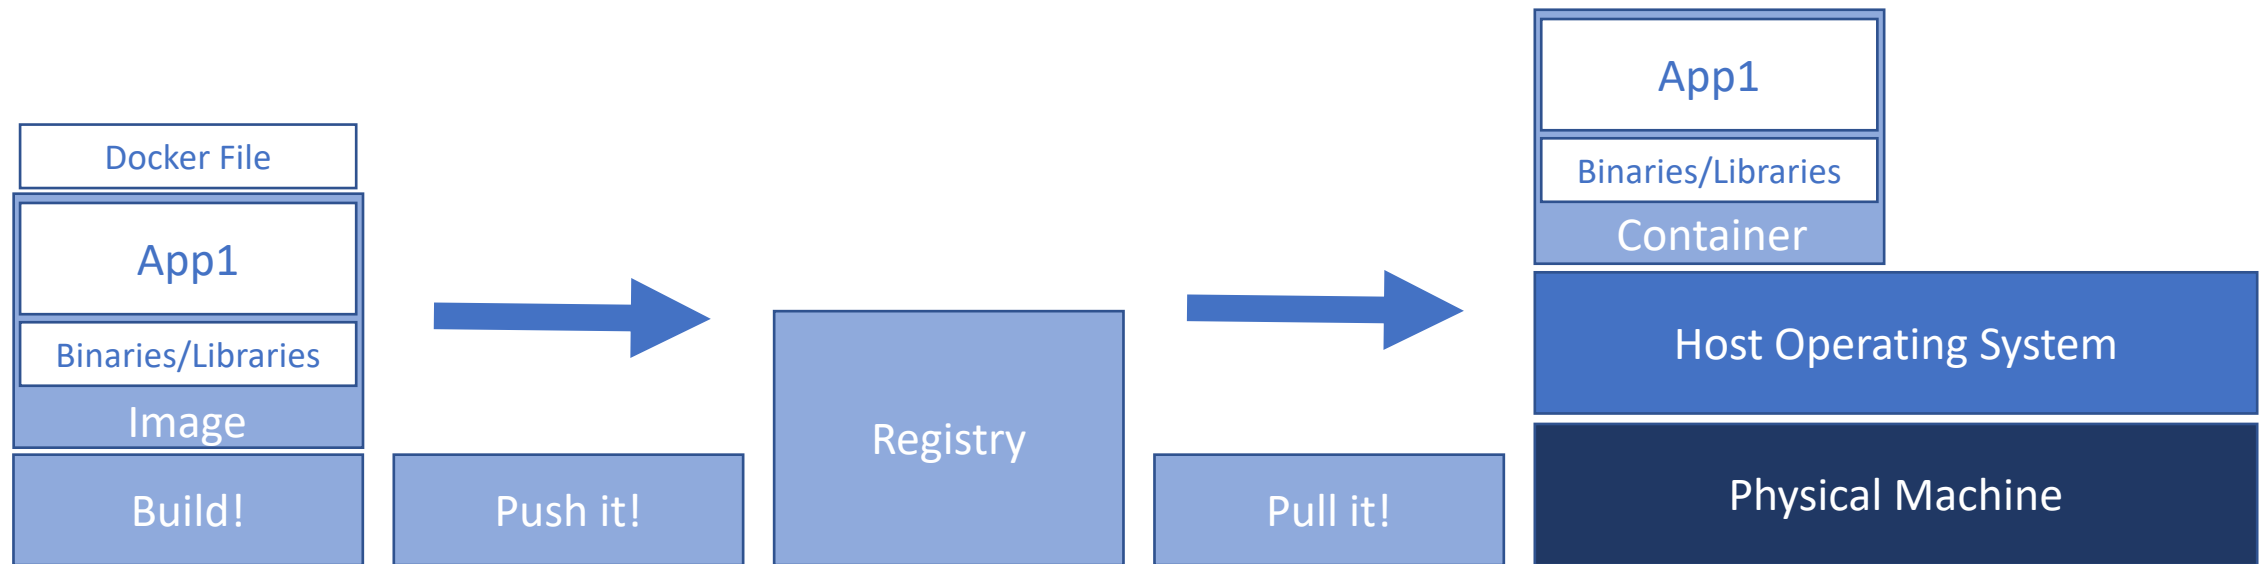 Docker File
App1
Binaries/Libraries
Image
Build!
Push it!
Registry
Pull it!
App1
Binaries/Libraries
Container
Host Operating System
Physical Machine